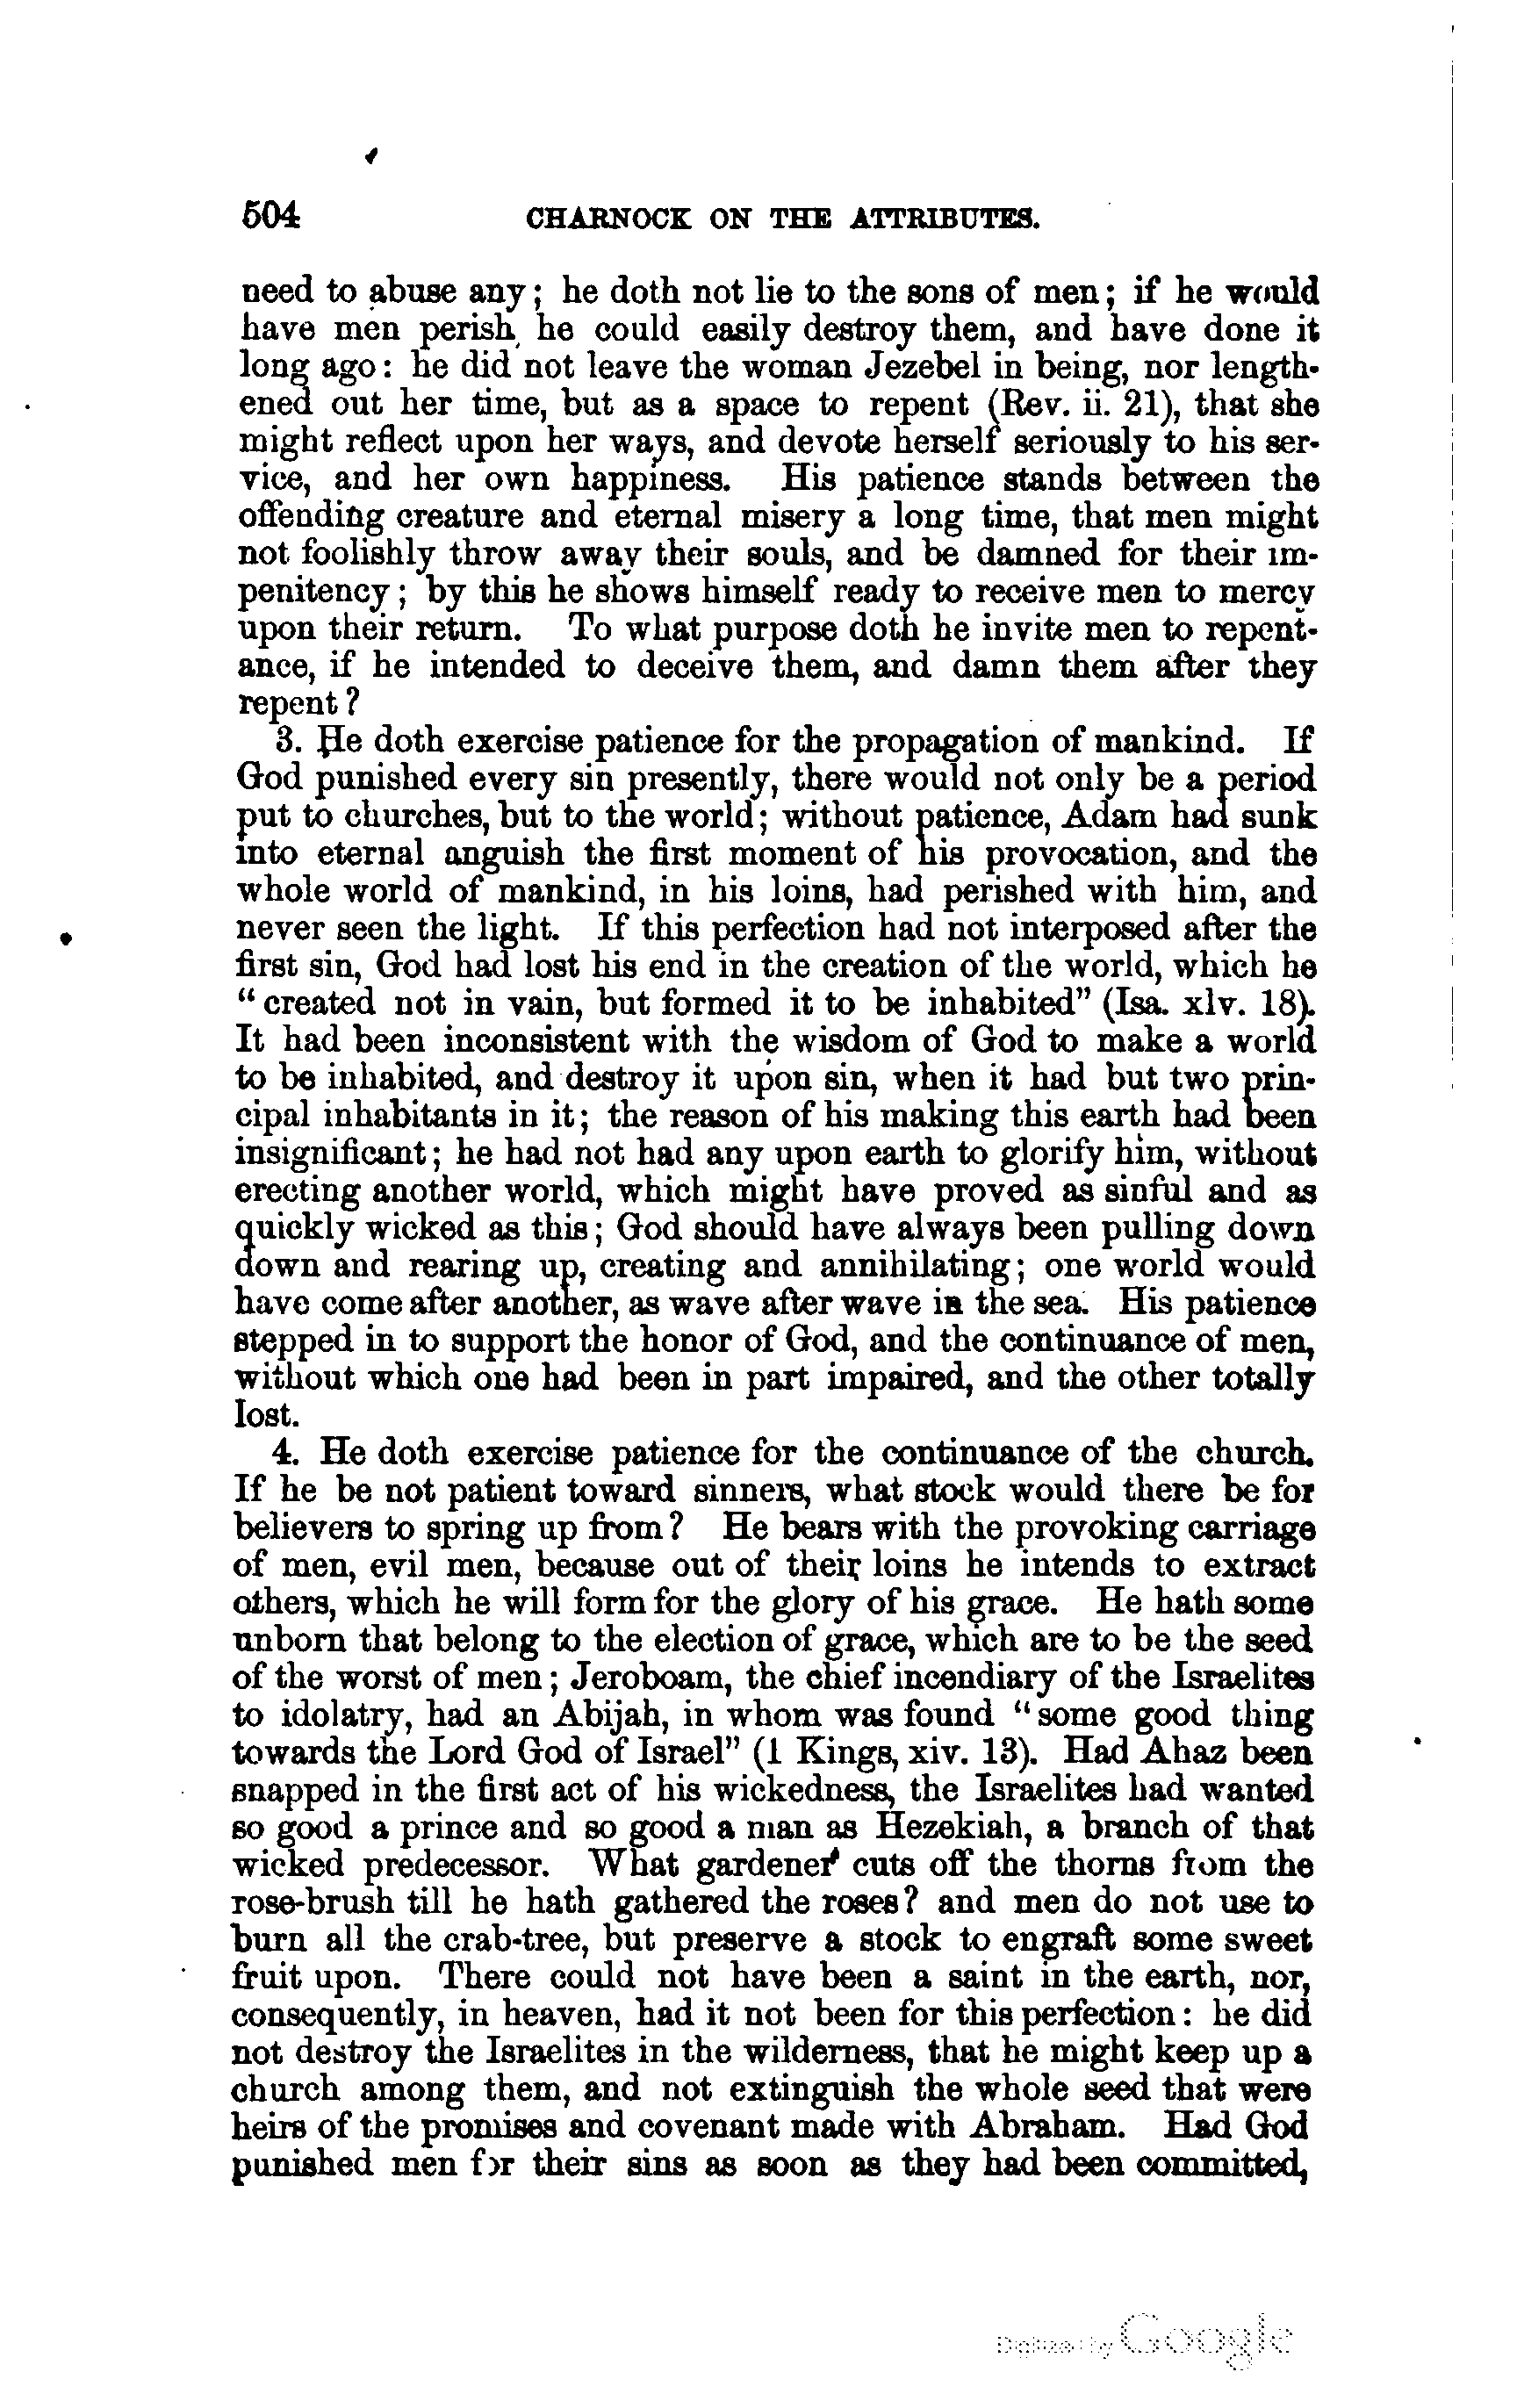 504 CHARNOCK ON THE ATTRIBUTES.
need to abuse any; he doth not lie to the sons of men; if he would
have men perish, he could easily destroy them, and have done it
long ago: he did not leave the woman Jezebel in being, nor length-
ened out her time, but as a space to repent (Rev. ii. 21), that she
might reflect upon her ways, and devote herself seriously to his ser-
vice, and her own happiness. His patience stands between the
offending creature and eternal misery a long time, that men might
not foolishly throw away their souls, and be damned for their im-
penitency; by this he shows himself ready to receive men to mercy
upon their return. To what purpose doth he invite men to repent-
ance, if he intended to deceive them, and damn them after they
repent?
3. He doth exercise patience for the propagation of mankind. If
God punished every sin presently, there would not only be a period
put to churches, but to the world; without patience, Adam had sunk
into eternal anguish the first moment of his provocation, and the
whole world of mankind, in his loins, had perished with him, and
never seen the light. If this perfection had not interposed after the
first sin, God had lost his end in the creation of the world, which he
"created not in vain, but formed it to be inhabited" (Isa. xlv. 18).
It had been inconsistent with the wisdom of God to make a world
to be inhabited, and destroy it upon sin, when it had but two prin-
cipal inhabitants in it; the reason of his making this earth had been
insignificant; he had not had any upon earth to glorify him, without
erecting another world, which might have proved as sinful and as
quickly wicked as this; God should have always been pulling down
down and rearing up, creating and annihilating; one world would
have come after another, as wave after wave in the sea. His patience
stepped in to support the honor of God, and the continuance of men,
without which one had been in part impaired, and the other totally
lost.
4. He doth exercise patience for the continuance of the church.
If he be not patient toward sinners, what stock would there be for
believers to spring up from? He bears with the provoking carriage
of men, evil men, because out of their loins he intends to extract
others, which he will form for the glory of his grace. He hath some
unborn that belong to the election of grace, which are to be the seed
of the worst of men; Jeroboam, the chief incendiary of the Israelites
to idolatry, had an Abijah, in whom was found "some good thing
towards the Lord God of Israel" (1 Kings, xiv. 13). Had Ahaz been
snapped in the first act of his wickedness, the Israelites had wanted
so good a prince and so good a man as Hezekiah, a branch of that
wicked predecessor. What gardener cuts off the thorns from the
rose-brush till he hath gathered the roses? and men do not use to
burn all the crab-tree, but preserve a stock to engraft some sweet
fruit upon. There could not have been a saint in the earth, nor,
consequently, in heaven, had it not been for this perfection: he did
not destroy the Israelites in the wilderness, that he might keep up a
church among them, and not extinguish the whole seed that were
heirs of the promises and covenant made with Abraham. Had God
punished men for their sins as soon as they had been committed,
Digitized by Google